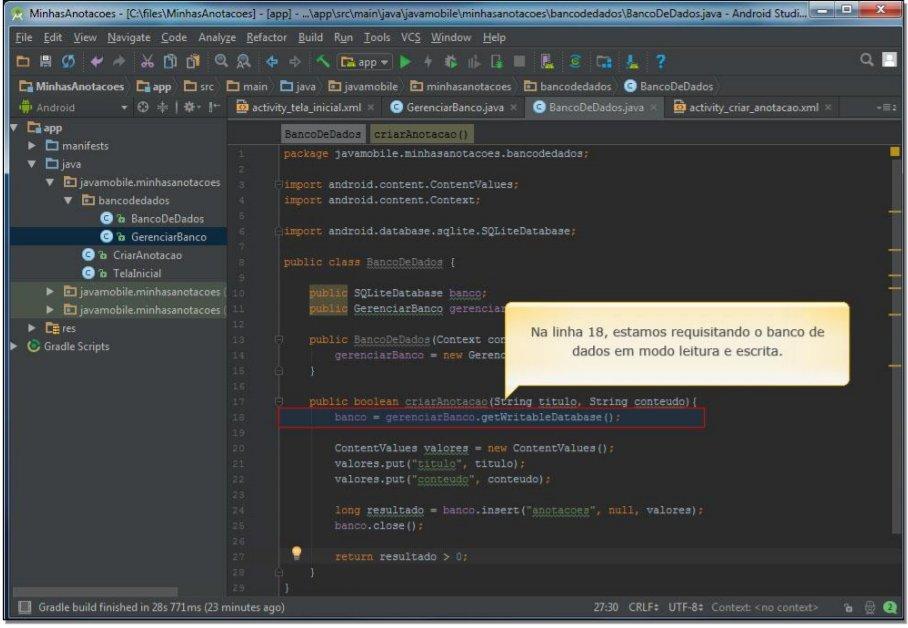 MinhasAnotacoes - [C:\files\MinhasAnotacoes] - [app] - ...\app\src\main\java\javamobile\minhasanotacoes\bancodedados\BancoDeDados.java - Android Studi...
File Edit View Navigate Code Analyze Refactor Build Run Tools VCS Window Help
app
MinhasAnotacoes app src main java javamobile minhasanotacoes bancodedados BancoDeDados
Android activity_tela_inicial.xml GerenciarBanco.java BancoDeDados.java activity_criar_anotacao.xml
app
manifests
java
javamobile.minhasanotacoes
bancodedados
BancoDeDados
GerenciarBanco
CriarAnotacao
TelaInicial
javamobile.minhasanotacoes (
javamobile.minhasanotacoes (
res
Gradle Scripts
BancoDeDados criarAnotacao()
1 package javamobile.minhasanotacoes.bancodedados;
2
3 import android.content.ContentValues;
4 import android.content.Context;
5
6 import android.database.sqlite.SQLiteDatabase;
7
8 public class BancoDeDados {
9
10 public SQLiteDatabase banco;
11 public GerenciarBanco gerenciar
12
13 public BancoDeDados(Context con
14 gerenciarBanco = new Gerenc
15 }
16
17 public boolean criarAnotacao(String titulo, String conteudo){
18 banco = gerenciarBanco.getWritableDatabase();
19
20 ContentValues valores = new ContentValues();
21 valores.put("titulo", titulo);
22 valores.put("conteudo", conteudo);
23
24 long resultado = banco.insert("anotacoes", null, valores);
25 banco.close();
26
27 return resultado > 0;
28 }
29 }
Na linha 18, estamos requisitando o banco de
dados em modo leitura e escrita.
Gradle build finished in 28s 771ms (23 minutes ago) 27:30 CRLF UTF-8 Context: <no context> 2